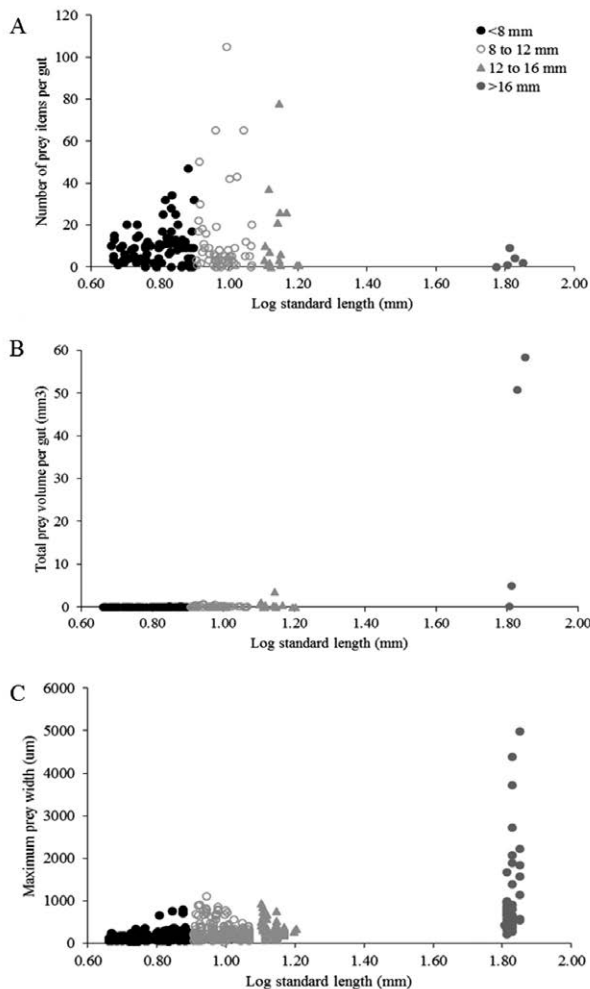 A
120
100
80
60
40
20
0
Number of prey items per gut
0.60 0.80 1.00 1.20 1.40 1.60 1.80 2.00
Log standard length (mm)
<8 mm
8 to 12 mm
12 to 16 mm
>16 mm
B
60
50
40
30
20
10
0
Total prey volume per gut (mm3)
0.60 0.80 1.00 1.20 1.40 1.60 1.80 2.00
Log standard length (mm)
C
6000
5000
4000
3000
2000
1000
0
Maximum prey width (um)
0.60 0.80 1.00 1.20 1.40 1.60 1.80 2.00
Log standard length (mm)